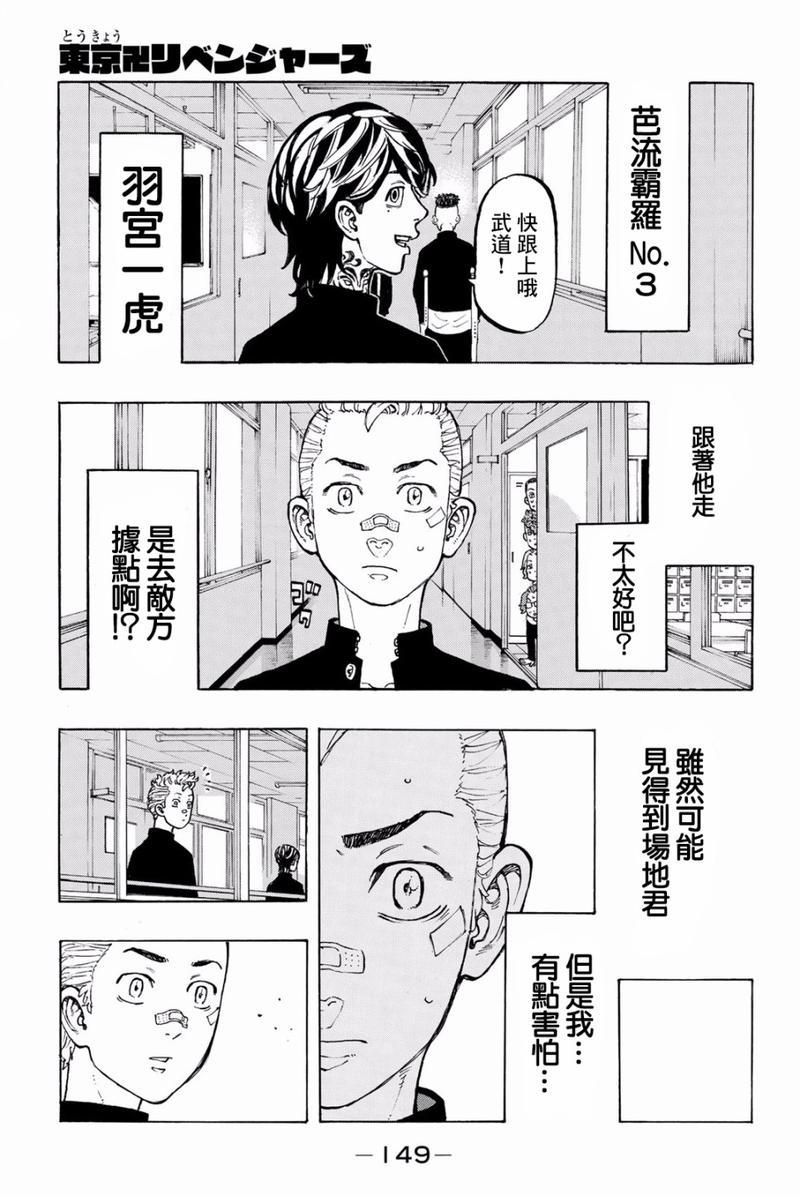 とうきょう
東京卍リベンジャーズ
芭流霸羅No.3
快跟上哦
武道！
羽宮一虎
跟著他走
不太好吧？
是去敵方
據點啊!?
雖然可能
見得到場地君
但是我…
有點害怕…
—149—